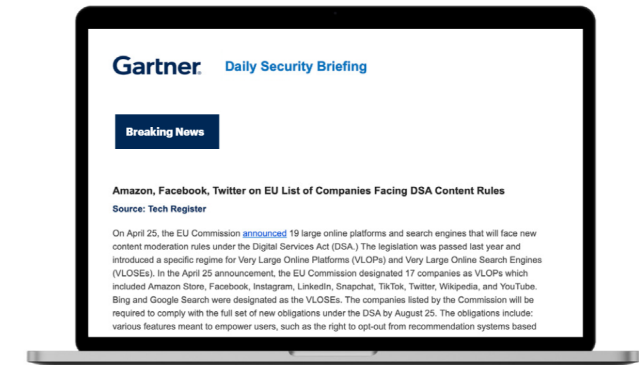 Gartner. Daily Security Briefing
Breaking News
Amazon, Facebook, Twitter on EU List of Companies Facing DSA Content Rules
Source: Tech Register
On April 25, the EU Commission announced 19 large online platforms and search engines that will face new
content moderation rules under the Digital Services Act (DSA.) The legislation was passed last year and
introduced a specific regime for Very Large Online Platforms (VLOPs) and Very Large Online Search Engines
(VLOSEs). In the April 25 announcement, the EU Commission designated 17 companies as VLOPs which
included Amazon Store, Facebook, Instagram, LinkedIn, Snapchat, TikTok, Twitter, Wikipedia, and YouTube.
Bing and Google Search were designated as the VLOSEs. The companies listed by the Commission will be
required to comply with the full set of new obligations under the DSA by August 25. The obligations include:
various features meant to empower users, such as the right to opt-out from recommendation systems based